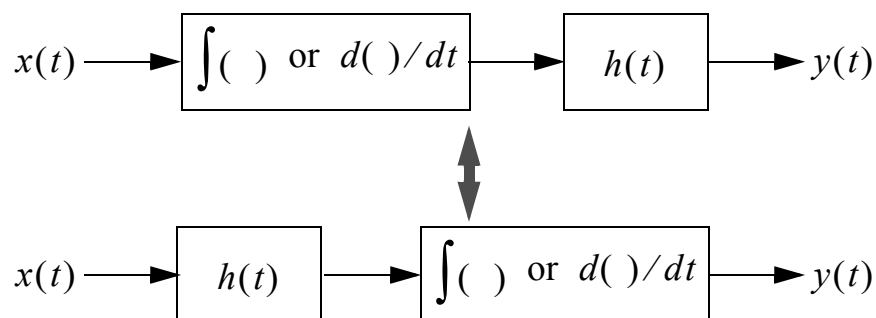 x(t) ∫( ) or d( )/dt h(t) y(t)
x(t) h(t) ∫( ) or d( )/dt y(t)